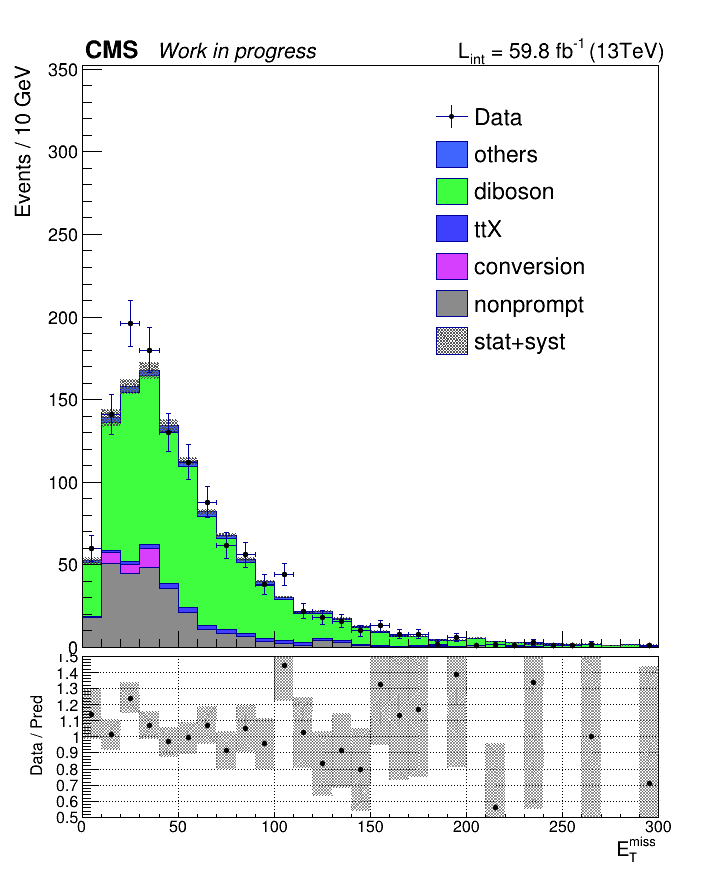 CMS Work in progress L_int = 59.8 fb^-1 (13TeV)
Events / 10 GeV
350
300
250
200
150
100
50
0
Data
others
diboson
ttX
conversion
nonprompt
stat+syst
Data / Pred
1.5
1.4
1.3
1.2
1.1
1
0.9
0.8
0.7
0.6
0.5
0 50 100 150 200 250 300
E_T^miss